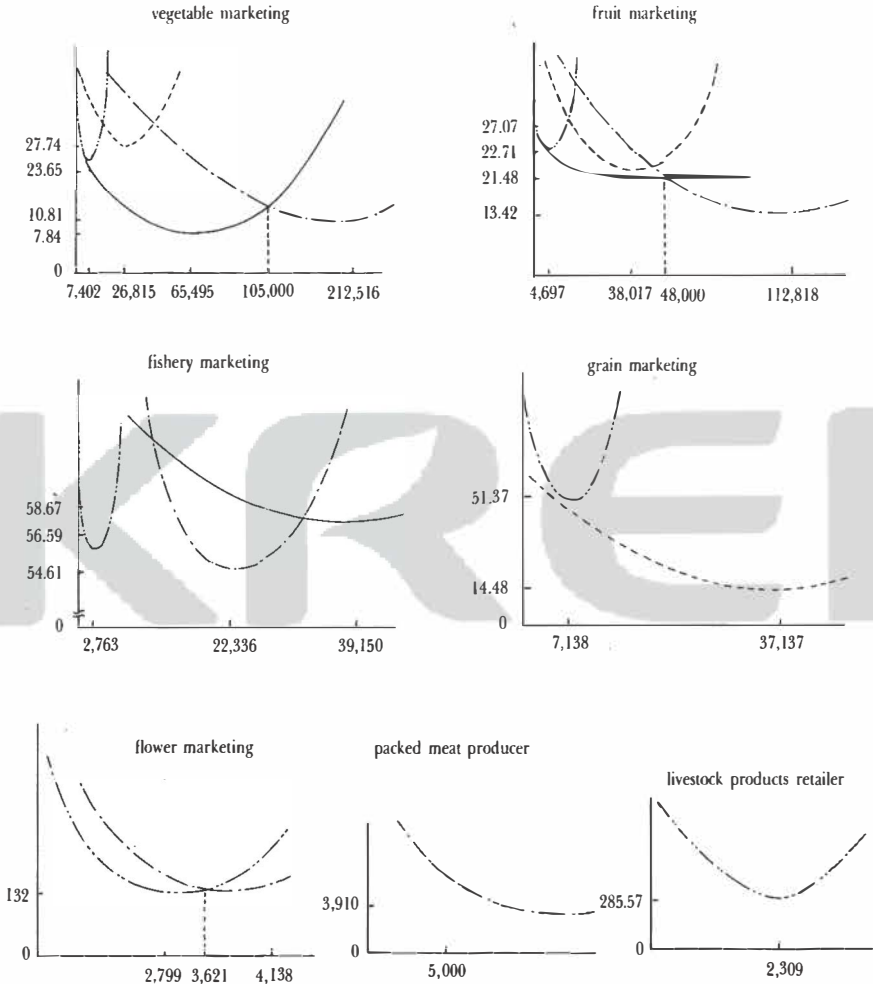 vegetable marketing
27.74
23.65
10.81
7.84
0
7,402 26,815 65,495 105,000 212,516
fruit marketing
27.07
22.71
21.48
13.42
4,697 38,017 48,000 112,818
fishery marketing
58.67
56.59
54.61
0
2,763 22,336 39,150
grain marketing
51.37
14.48
0
7,138 37,137
flower marketing
132
0
2,799 3,621 4,138
packed meat producer
3,910
0
5,000
livestock products retailer
285.57
0
2,309
KREI